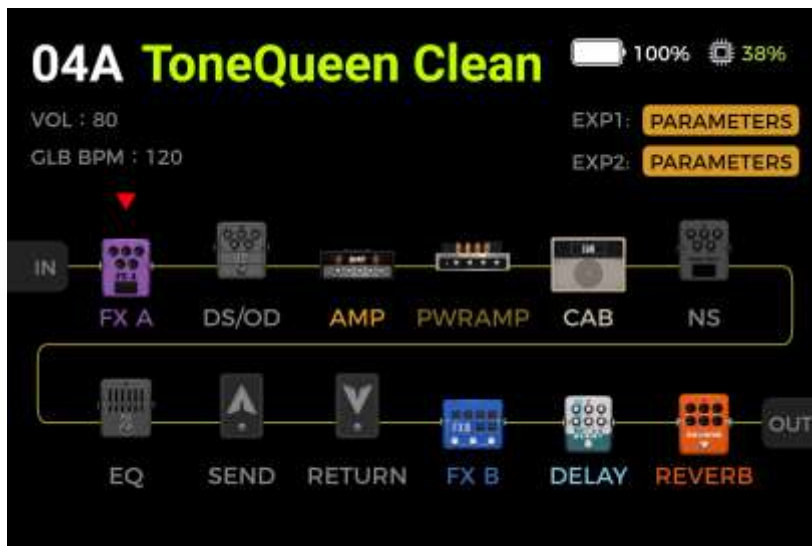 04A ToneQueen Clean 100% 38%
VOL : 80 EXP1: PARAMETERS
GLB BPM : 120 EXP2: PARAMETERS
IN
FX A DS/OD AMP PWRAMP CAB NS
OUT
EQ SEND RETURN FX B DELAY REVERB